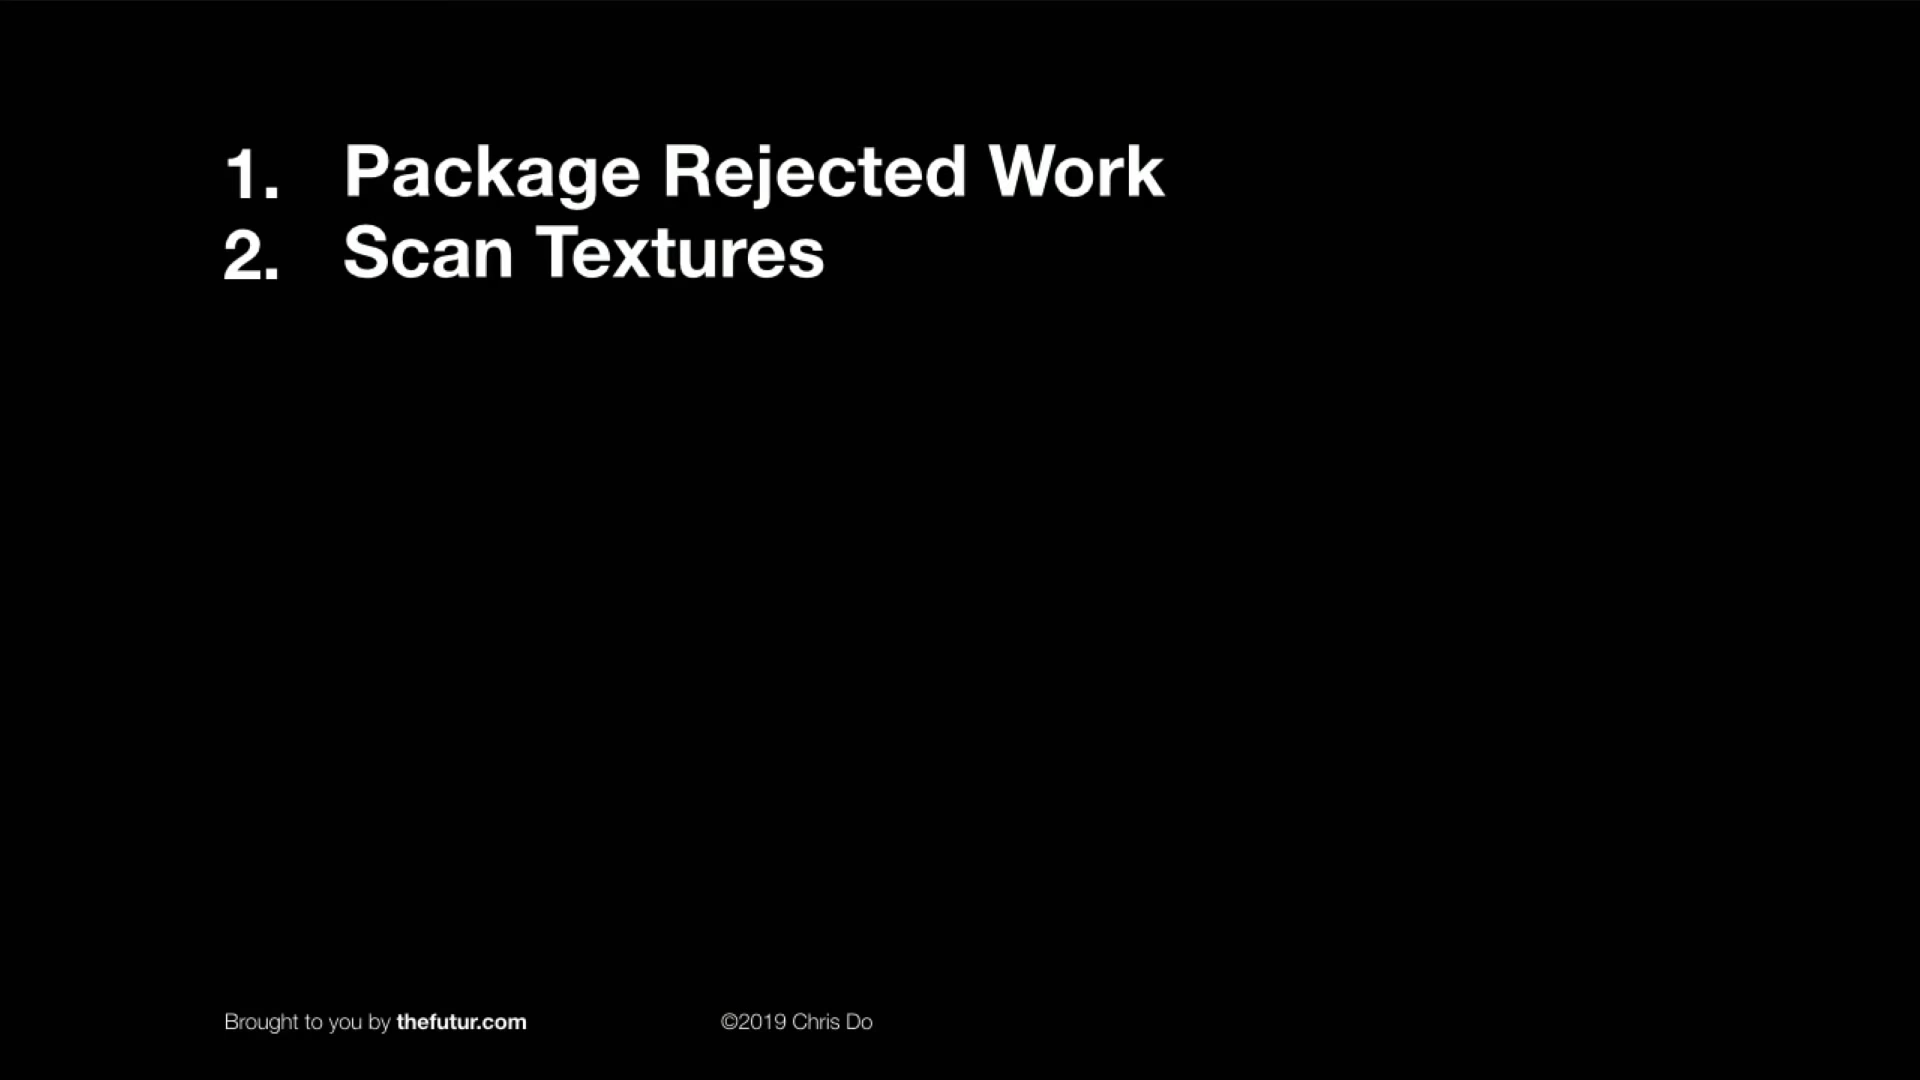 1. Package Rejected Work
2. Scan Textures
Brought to you by thefutur.com
©2019 Chris Do